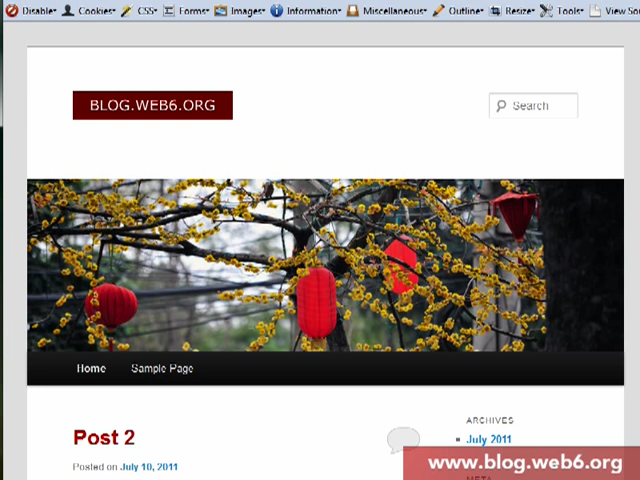 Disable▾ Cookies▾ CSS▾ Forms▾ Images▾ Information▾ Miscellaneous▾ Outline▾ Resize▾ Tools▾ View
BLOG.WEB6.ORG
Search
Home Sample Page
Post 2
Posted on July 10, 2011
ARCHIVES
July 2011
META
www.blog.web6.org